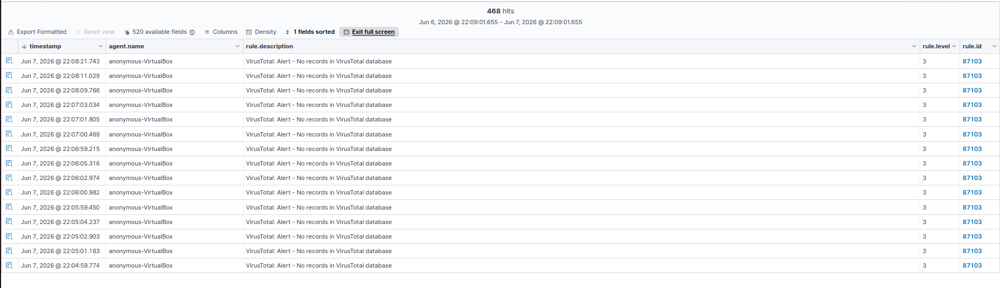 468 hits
Jun 6, 2026 @ 22:09:01.655 - Jun 7, 2026 @ 22:09:01.655
Export Formatted Reset view 520 available fields Columns Density 1 fields sorted Exit full screen
timestamp agent.name rule.description rule.level rule.id
Jun 7, 2026 @ 22:08:21.743 anonymous-VirtualBox VirusTotal: Alert - No records in VirusTotal database 3 87103
Jun 7, 2026 @ 22:08:11.029 anonymous-VirtualBox VirusTotal: Alert - No records in VirusTotal database 3 87103
Jun 7, 2026 @ 22:08:09.766 anonymous-VirtualBox VirusTotal: Alert - No records in VirusTotal database 3 87103
Jun 7, 2026 @ 22:07:03.034 anonymous-VirtualBox VirusTotal: Alert - No records in VirusTotal database 3 87103
Jun 7, 2026 @ 22:07:01.805 anonymous-VirtualBox VirusTotal: Alert - No records in VirusTotal database 3 87103
Jun 7, 2026 @ 22:07:00.469 anonymous-VirtualBox VirusTotal: Alert - No records in VirusTotal database 3 87103
Jun 7, 2026 @ 22:06:59.215 anonymous-VirtualBox VirusTotal: Alert - No records in VirusTotal database 3 87103
Jun 7, 2026 @ 22:06:05.316 anonymous-VirtualBox VirusTotal: Alert - No records in VirusTotal database 3 87103
Jun 7, 2026 @ 22:06:02.974 anonymous-VirtualBox VirusTotal: Alert - No records in VirusTotal database 3 87103
Jun 7, 2026 @ 22:06:00.982 anonymous-VirtualBox VirusTotal: Alert - No records in VirusTotal database 3 87103
Jun 7, 2026 @ 22:05:59.450 anonymous-VirtualBox VirusTotal: Alert - No records in VirusTotal database 3 87103
Jun 7, 2026 @ 22:05:04.237 anonymous-VirtualBox VirusTotal: Alert - No records in VirusTotal database 3 87103
Jun 7, 2026 @ 22:05:02.903 anonymous-VirtualBox VirusTotal: Alert - No records in VirusTotal database 3 87103
Jun 7, 2026 @ 22:05:01.163 anonymous-VirtualBox VirusTotal: Alert - No records in VirusTotal database 3 87103
Jun 7, 2026 @ 22:04:59.774 anonymous-VirtualBox VirusTotal: Alert - No records in VirusTotal database 3 87103